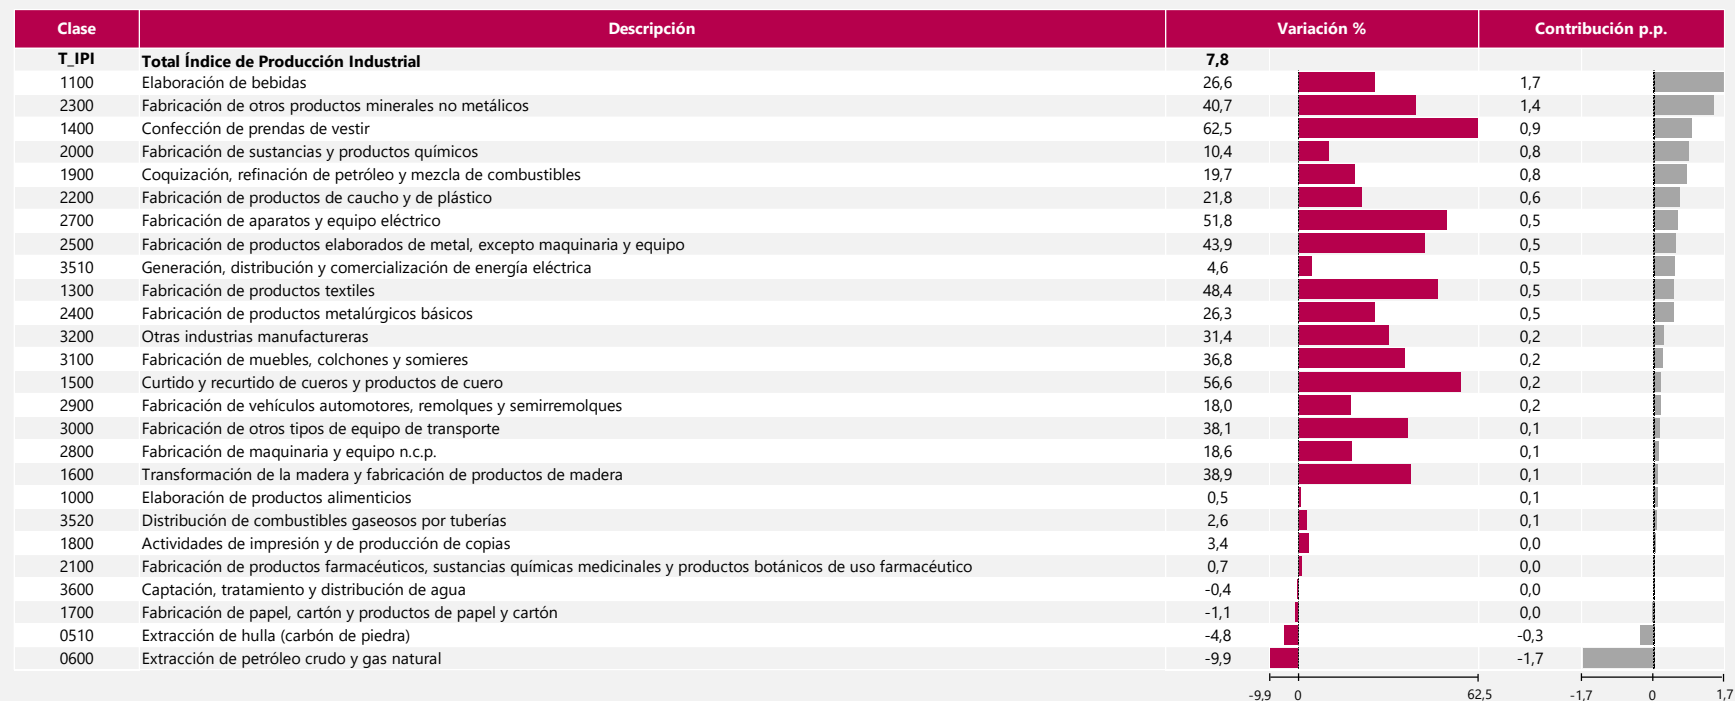 Clase Descripción Variación % Contribución p.p.
T_IPI Total Índice de Producción Industrial 7,8
1100 Elaboración de bebidas 26,6 1,7
2300 Fabricación de otros productos minerales no metálicos 40,7 1,4
1400 Confección de prendas de vestir 62,5 0,9
2000 Fabricación de sustancias y productos químicos 10,4 0,8
1900 Coquización, refinación de petróleo y mezcla de combustibles 19,7 0,8
2200 Fabricación de productos de caucho y de plástico 21,8 0,6
2700 Fabricación de aparatos y equipo eléctrico 51,8 0,5
2500 Fabricación de productos elaborados de metal, excepto maquinaria y equipo 43,9 0,5
3510 Generación, distribución y comercialización de energía eléctrica 4,6 0,5
1300 Fabricación de productos textiles 48,4 0,5
2400 Fabricación de productos metalúrgicos básicos 26,3 0,5
3200 Otras industrias manufactureras 31,4 0,2
3100 Fabricación de muebles, colchones y somieres 36,8 0,2
1500 Curtido y recurtido de cueros y productos de cuero 56,6 0,2
2900 Fabricación de vehículos automotores, remolques y semirremolques 18,0 0,2
3000 Fabricación de otros tipos de equipo de transporte 38,1 0,1
2800 Fabricación de maquinaria y equipo n.c.p. 18,6 0,1
1600 Transformación de la madera y fabricación de productos de madera 38,9 0,1
1000 Elaboración de productos alimenticios 0,5 0,1
3520 Distribución de combustibles gaseosos por tuberías 2,6 0,1
1800 Actividades de impresión y de producción de copias 3,4 0,0
2100 Fabricación de productos farmacéuticos, sustancias químicas medicinales y productos botánicos de uso farmacéutico 0,7 0,0
3600 Captación, tratamiento y distribución de agua -0,4 0,0
1700 Fabricación de papel, cartón y productos de papel y cartón -1,1 0,0
0510 Extracción de hulla (carbón de piedra) -4,8 -0,3
0600 Extracción de petróleo crudo y gas natural -9,9 -1,7
-9,9 0 62,5 -1,7 0 1,7